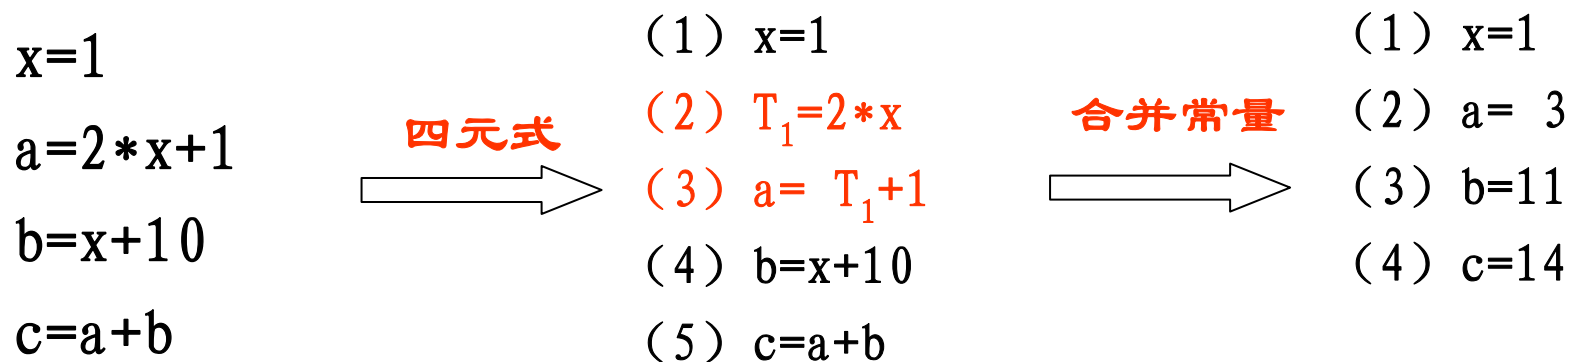 x=1
a=2*x+1
b=x+10
c=a+b
四元式
（1）x=1
（2）T₁=2*x
（3）a= T₁+1
（4）b=x+10
（5）c=a+b
合并常量
（1）x=1
（2）a= 3
（3）b=11
（4）c=14